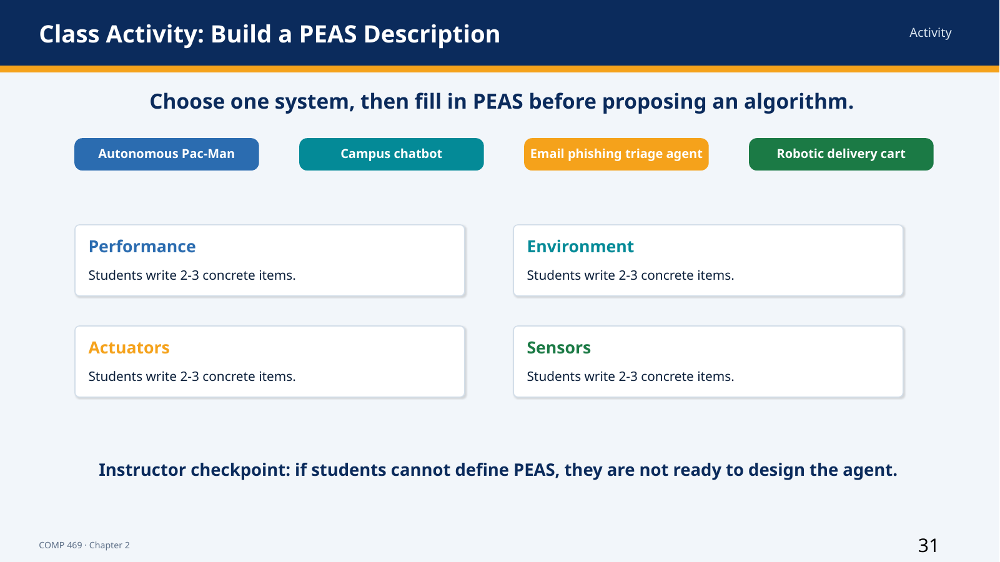 Class Activity: Build a PEAS Description
Activity
Choose one system, then fill in PEAS before proposing an algorithm.
Autonomous Pac-Man
Campus chatbot
Email phishing triage agent
Robotic delivery cart
Performance
Students write 2-3 concrete items.
Environment
Students write 2-3 concrete items.
Actuators
Students write 2-3 concrete items.
Sensors
Students write 2-3 concrete items.
Instructor checkpoint: if students cannot define PEAS, they are not ready to design the agent.
COMP 469 · Chapter 2
31